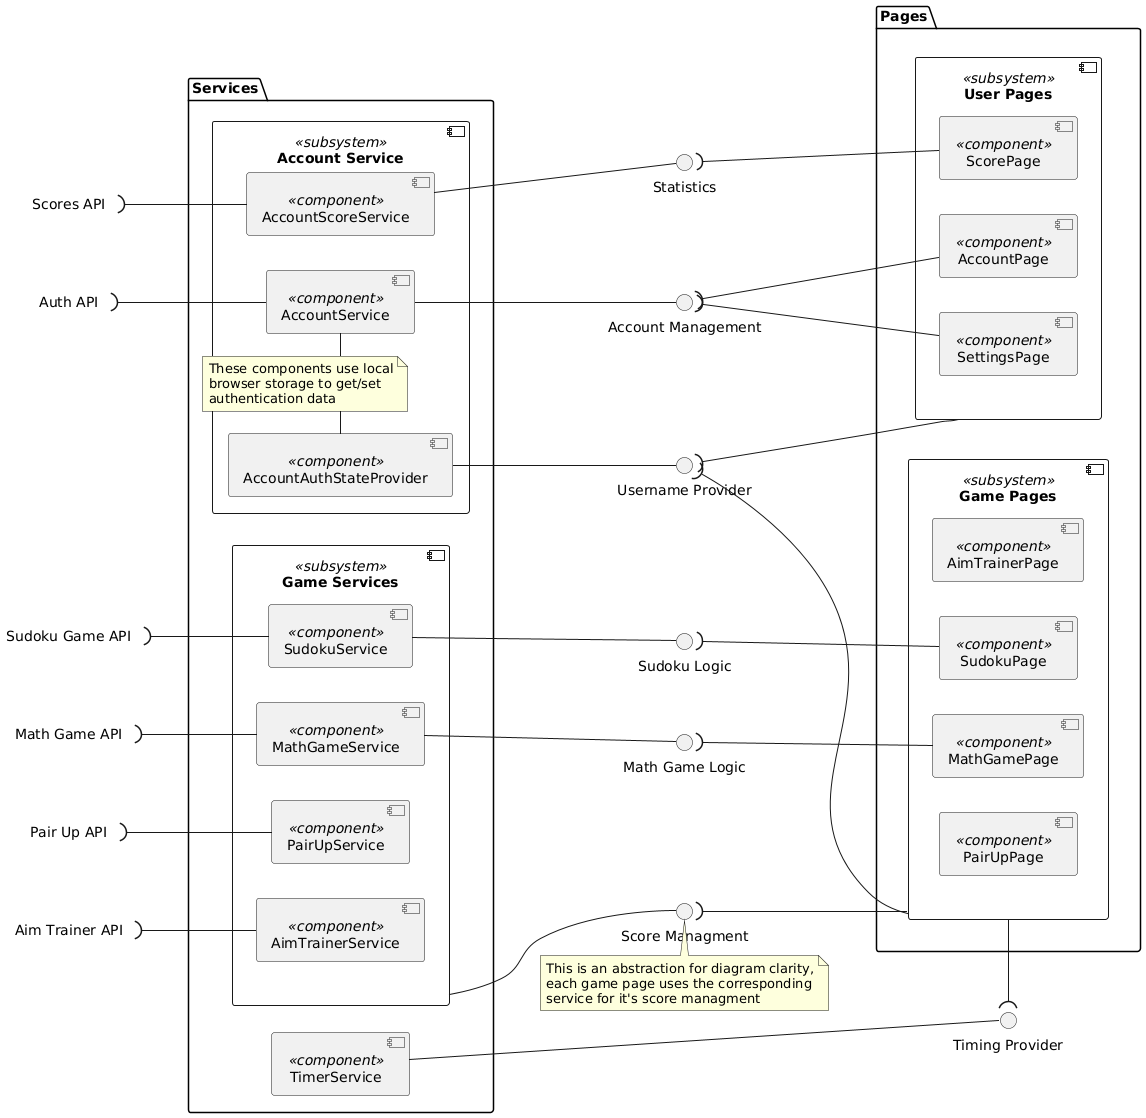 Pages
«subsystem»
User Pages
«component»
ScorePage
«component»
AccountPage
«component»
SettingsPage
Services
«subsystem»
Account Service
«component»
AccountScoreService
«component»
AccountService
These components use local
browser storage to get/set
authentication data
«component»
AccountAuthStateProvider
Scores API
Auth API
Statistics
Account Management
Username Provider
«subsystem»
Game Pages
«component»
AimTrainerPage
«component»
SudokuPage
«component»
MathGamePage
«component»
PairUpPage
«subsystem»
Game Services
«component»
SudokuService
«component»
MathGameService
«component»
PairUpService
«component»
AimTrainerService
Sudoku Game API
Math Game API
Pair Up API
Aim Trainer API
Sudoku Logic
Math Game Logic
Score Managment
This is an abstraction for diagram clarity,
each game page uses the corresponding
service for it's score managment
«component»
TimerService
Timing Provider